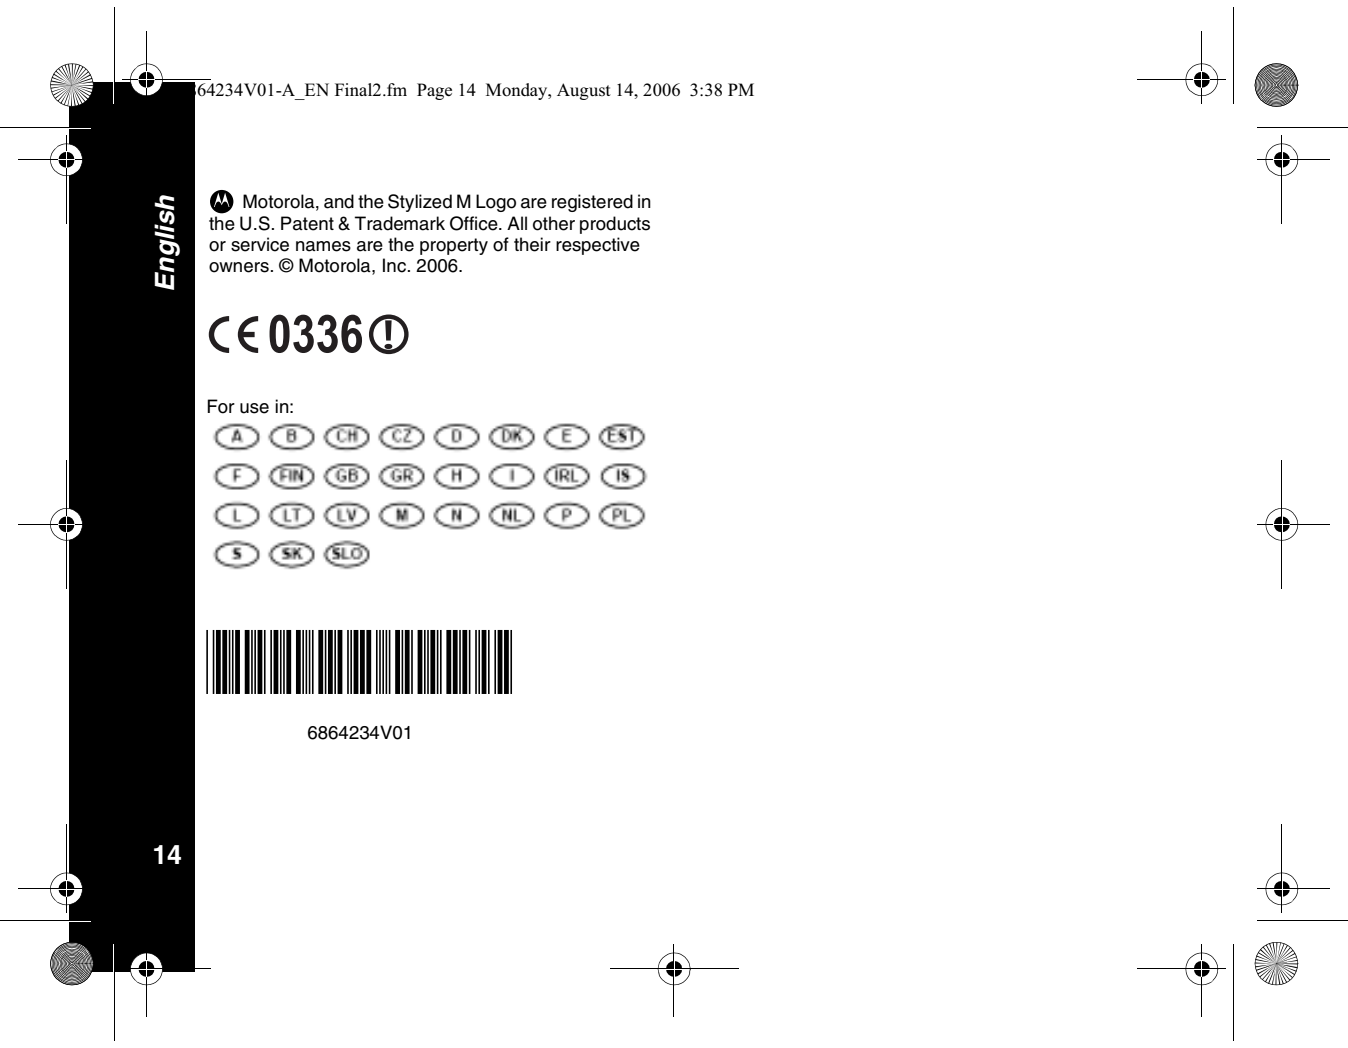 64234V01-A_EN Final2.fm  Page 14  Monday, August 14, 2006  3:38 PM
English
Motorola, and the Stylized M Logo are registered in
the U.S. Patent & Trademark Office. All other products
or service names are the property of their respective
owners. © Motorola, Inc. 2006.
CE 0336
For use in:
A B CH CZ D DK E EST
F FIN GB GR H I IRL IS
L LT LV M N NL P PL
S SK SLO
6864234V01
14